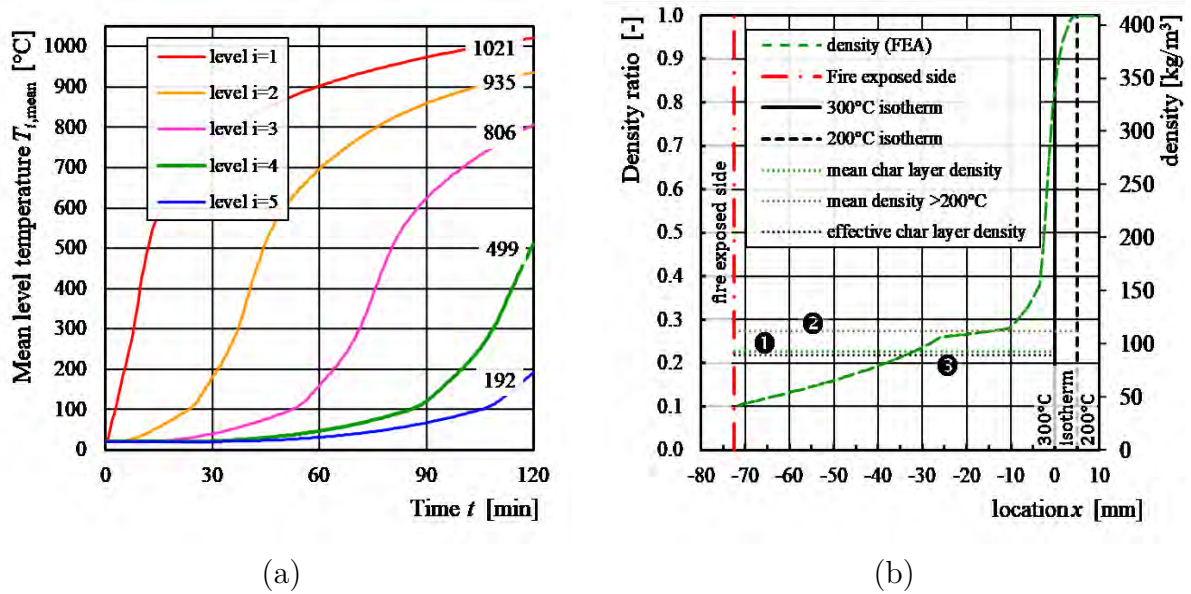 Mean level temperature T_i,mean [°C]
1000
900
800
700
600
500
400
300
200
100
0
level i=1
level i=2
level i=3
level i=4
level i=5
1021
935
806
499
192
0
30
60
90
120
Time t [min]
(a)
Density ratio [-]
1.0
0.9
0.8
0.7
0.6
0.5
0.4
0.3
0.2
0.1
0.0
density (FEA)
Fire exposed side
300°C isotherm
200°C isotherm
mean char layer density
mean density >200°C
effective char layer density
fire exposed side
❶
❷
❸
300°C
isotherm
200°C
400
350
300
250
200
150
100
50
0
density [kg/m³]
-80
-70
-60
-50
-40
-30
-20
-10
0
10
location x [mm]
(b)